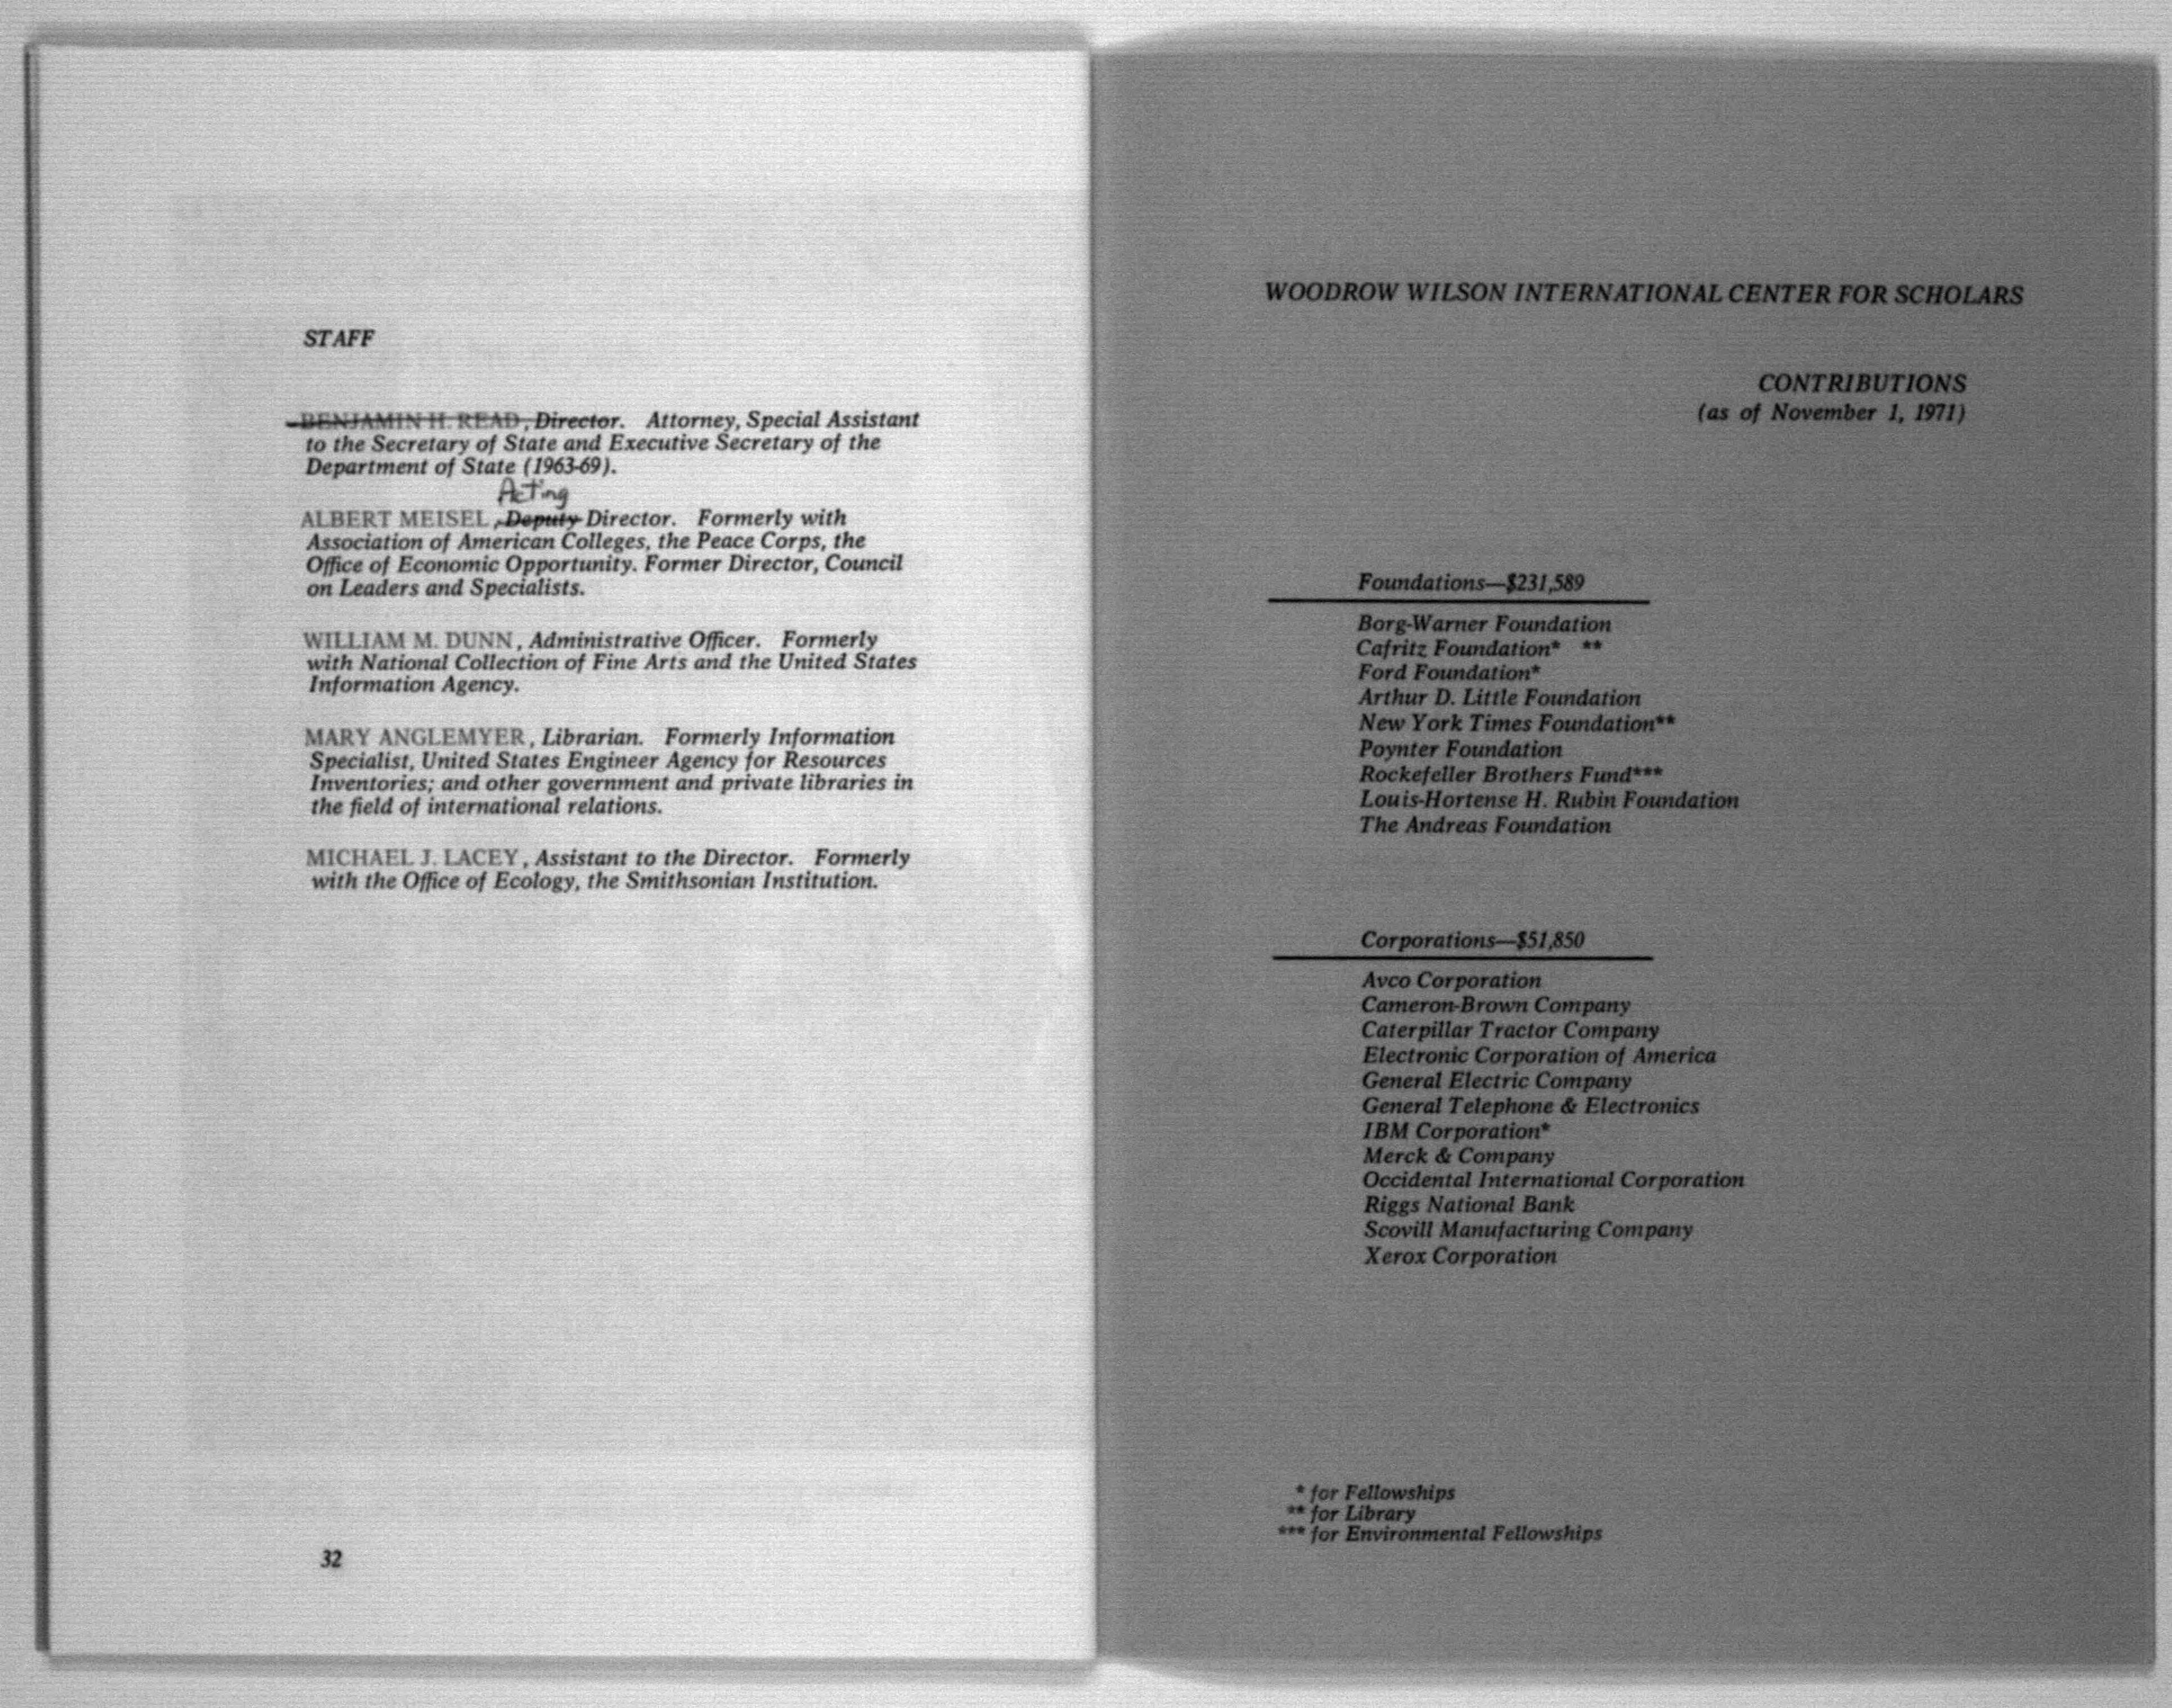 STAFF
BENJAMIN H. READ, Director. Attorney, Special Assistant
to the Secretary of State and Executive Secretary of the
Department of State (1963-69).
Acting
ALBERT MEISEL, Deputy Director. Formerly with
Association of American Colleges, the Peace Corps, the
Office of Economic Opportunity. Former Director, Council
on Leaders and Specialists.
WILLIAM M. DUNN, Administrative Officer. Formerly
with National Collection of Fine Arts and the United States
Information Agency.
MARY ANGLEMYER, Librarian. Formerly Information
Specialist, United States Engineer Agency for Resources
Inventories; and other government and private libraries in
the field of international relations.
MICHAEL J. LACEY, Assistant to the Director. Formerly
with the Office of Ecology, the Smithsonian Institution.
32
WOODROW WILSON INTERNATIONAL CENTER FOR SCHOLARS
CONTRIBUTIONS
(as of November 1, 1971)
Foundations—$231,589
Borg-Warner Foundation
Cafritz Foundation* **
Ford Foundation*
Arthur D. Little Foundation
New York Times Foundation**
Poynter Foundation
Rockefeller Brothers Fund***
Louis-Hortense H. Rubin Foundation
The Andreas Foundation
Corporations—$51,850
Avco Corporation
Cameron-Brown Company
Caterpillar Tractor Company
Electronic Corporation of America
General Electric Company
General Telephone & Electronics
IBM Corporation*
Merck & Company
Occidental International Corporation
Riggs National Bank
Scovill Manufacturing Company
Xerox Corporation
* for Fellowships
** for Library
*** for Environmental Fellowships